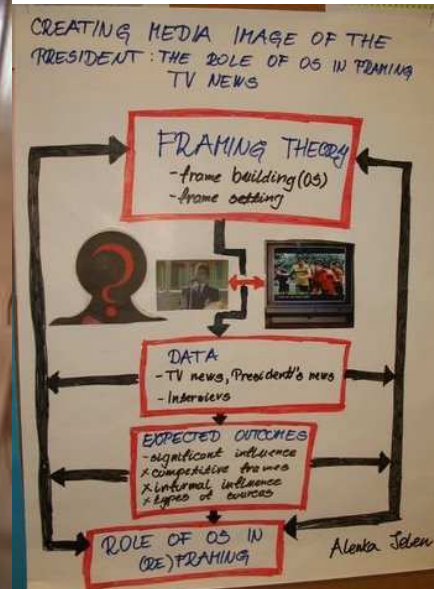 CREATING MEDIA IMAGE OF THE
PRESIDENT: THE ROLE OF OS IN FRAMING
TV NEWS
FRAMING THEORY
-frame building (OS)
-frame setting
DATA
- TV news, President's news
- Interviews
EXPECTED OUTCOMES
-significant influence
x competitive frames
x informal influence
x types of sources
ROLE OF OS IN
(RE)FRAMING
Alenka Jelen